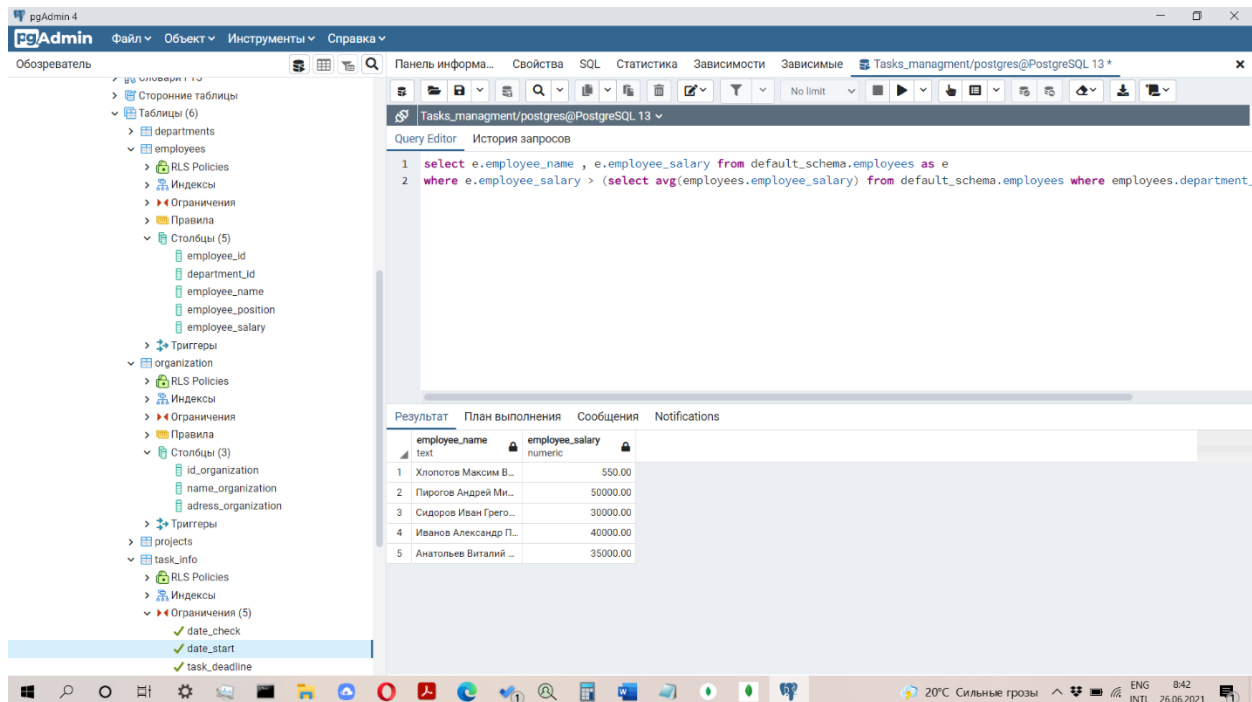 pgAdmin 4
pgAdmin Файл Объект Инструменты Справка
Обозреватель
Сторонние таблицы
Таблицы (6)
departments
employees
RLS Policies
Индексы
Ограничения
Правила
Столбцы (5)
employee_id
department_id
employee_name
employee_position
employee_salary
Триггеры
organization
RLS Policies
Индексы
Ограничения
Правила
Столбцы (3)
id_organization
name_organization
adress_organization
Триггеры
projects
task_info
RLS Policies
Индексы
Ограничения (5)
date_check
date_start
task_deadline
Панель информа... Свойства SQL Статистика Зависимости Зависимые Tasks_managment/postgres@PostgreSQL 13 *
No limit
Tasks_managment/postgres@PostgreSQL 13
Query Editor История запросов
1 select e.employee_name , e.employee_salary from default_schema.employees as e
2 where e.employee_salary > (select avg(employees.employee_salary) from default_schema.employees where employees.department_
Результат План выполнения Сообщения Notifications
employee_name employee_salary
text numeric
1 Хлопотов Максим В... 550.00
2 Пирогов Андрей Ми... 50000.00
3 Сидоров Иван Грего... 30000.00
4 Иванов Александр П... 40000.00
5 Анатольев Виталий ... 35000.00
20°C Сильные грозы ENG 8:42
INTL 26.06.2021